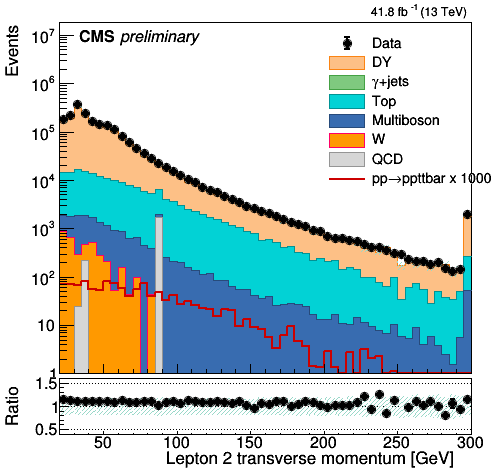 41.8 fb⁻¹ (13 TeV)
CMS preliminary
Events
10⁷
10⁶
10⁵
10⁴
10³
10²
10
1
Data
DY
γ+jets
Top
Multiboson
W
QCD
pp→ppttbar x 1000
Ratio
1.5
1
0.5
50 100 150 200 250 300
Lepton 2 transverse momentum [GeV]